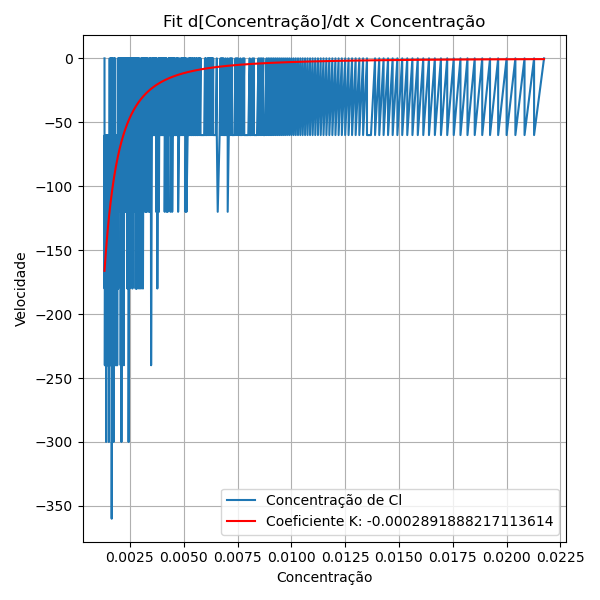 Fit d[Concentração]/dt x Concentração
0
−50
−100
−150
−200
−250
−300
−350
Velocidade
Concentração de Cl
Coeficiente K: -0.0002891888217113614
0.0025 0.0050 0.0075 0.0100 0.0125 0.0150 0.0175 0.0200 0.0225
Concentração